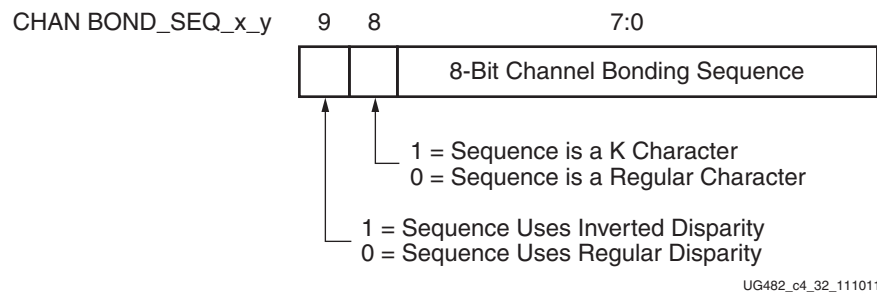 CHAN BOND_SEQ_x_y 9 8 7:0
8-Bit Channel Bonding Sequence
1 = Sequence is a K Character
0 = Sequence is a Regular Character
1 = Sequence Uses Inverted Disparity
0 = Sequence Uses Regular Disparity
UG482_c4_32_111011